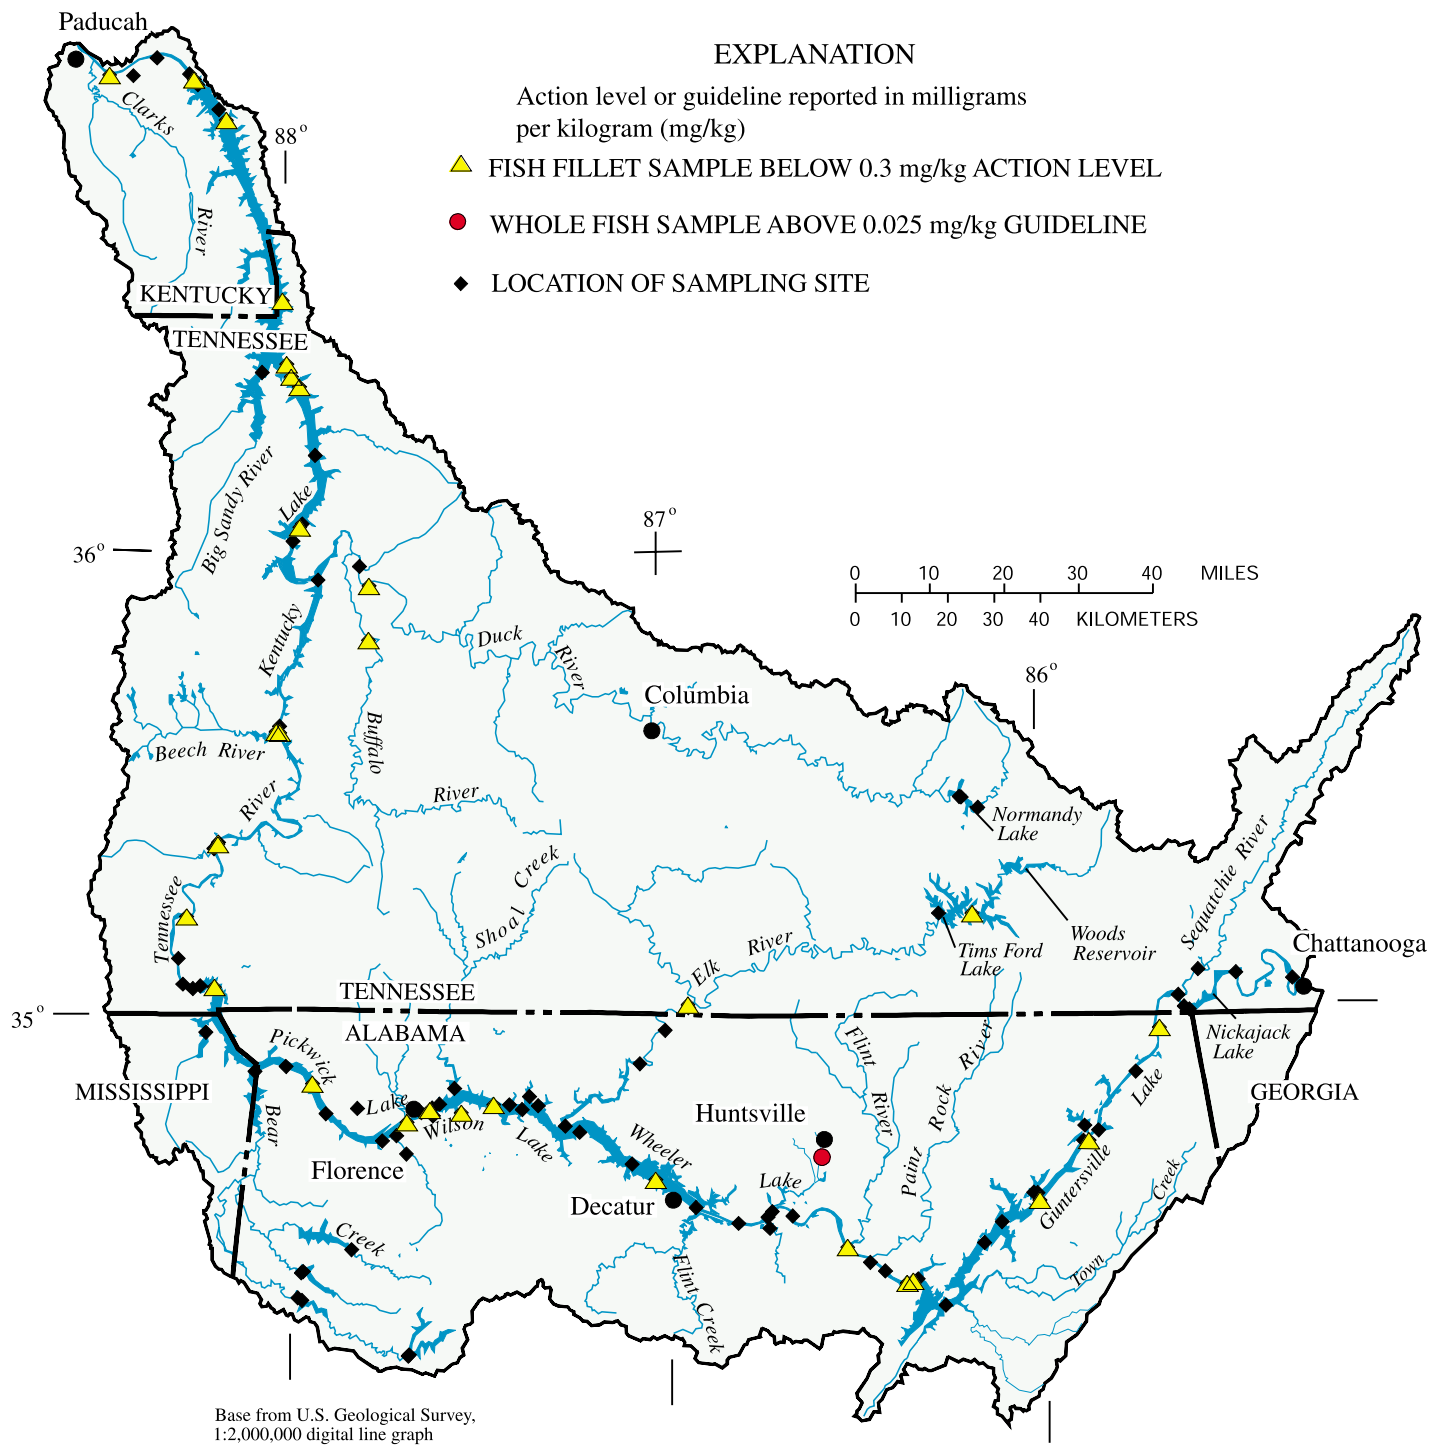 Paducah
EXPLANATION
Action level or guideline reported in milligrams
per kilogram (mg/kg)
FISH FILLET SAMPLE BELOW 0.3 mg/kg ACTION LEVEL
WHOLE FISH SAMPLE ABOVE 0.025 mg/kg GUIDELINE
LOCATION OF SAMPLING SITE
Clarks
River
88°
KENTUCKY
TENNESSEE
Big Sandy River
Lake
Kentucky
36°
87°
0 10 20 30 40 MILES
0 10 20 30 40 KILOMETERS
Duck
River
Columbia
86°
Buffalo
River
Beech River
River
Tennessee
Normandy
Lake
Shoal
Creek
Elk
River
Tims Ford
Lake
Woods
Reservoir
Sequatchie River
Chattanooga
35°
TENNESSEE
ALABAMA
Nickajack
Lake
MISSISSIPPI
GEORGIA
Pickwick
Lake
Bear
Creek
Florence
Wilson
Lake
Wheeler
Lake
Decatur
Huntsville
Flint
River
Paint
Rock
River
Guntersville
Lake
Town
Creek
Flint Creek
Base from U.S. Geological Survey,
1:2,000,000 digital line graph